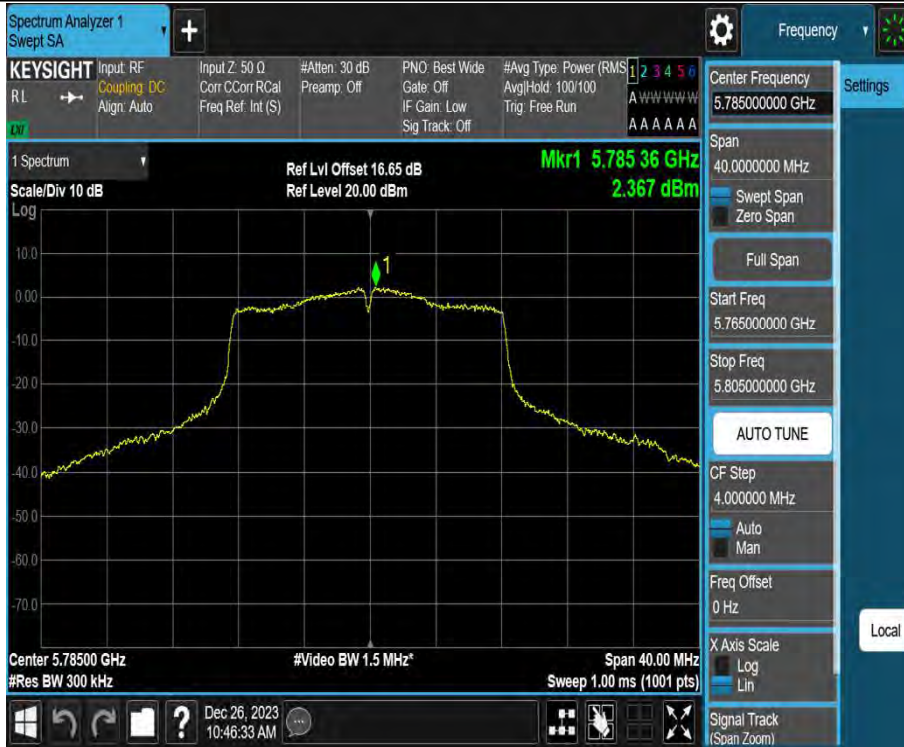 Spectrum Analyzer 1
Swept SA
+
Frequency
KEYSIGHT
RL
LXI
Input: RF
Coupling: DC
Align: Auto
Input Z: 50 Ω
Corr CCorr RCal
Freq Ref: Int (S)
#Atten: 30 dB
Preamp: Off
PNO: Best Wide
Gate: Off
IF Gain: Low
Sig Track: Off
#Avg Type: Power (RMS
Avg|Hold: 100/100
Trig: Free Run
1 2 3 4 5 6
A W W W W W
A A A A A A
1 Spectrum
Scale/Div 10 dB
Log
Ref Lvl Offset 16.65 dB
Ref Level 20.00 dBm
Mkr1 5.785 36 GHz
2.367 dBm
1
10.0
0.00
-10.0
-20.0
-30.0
-40.0
-50.0
-60.0
-70.0
Center 5.78500 GHz
#Video BW 1.5 MHz*
Span 40.00 MHz
#Res BW 300 kHz
Sweep 1.00 ms (1001 pts)
Dec 26, 2023
10:46:33 AM
?
Center Frequency
5.785000000 GHz
Settings
Span
40.0000000 MHz
Swept Span
Zero Span
Full Span
Start Freq
5.765000000 GHz
Stop Freq
5.805000000 GHz
AUTO TUNE
CF Step
4.000000 MHz
Auto
Man
Freq Offset
0 Hz
Local
X Axis Scale
Log
Lin
Signal Track
(Span Zoom)